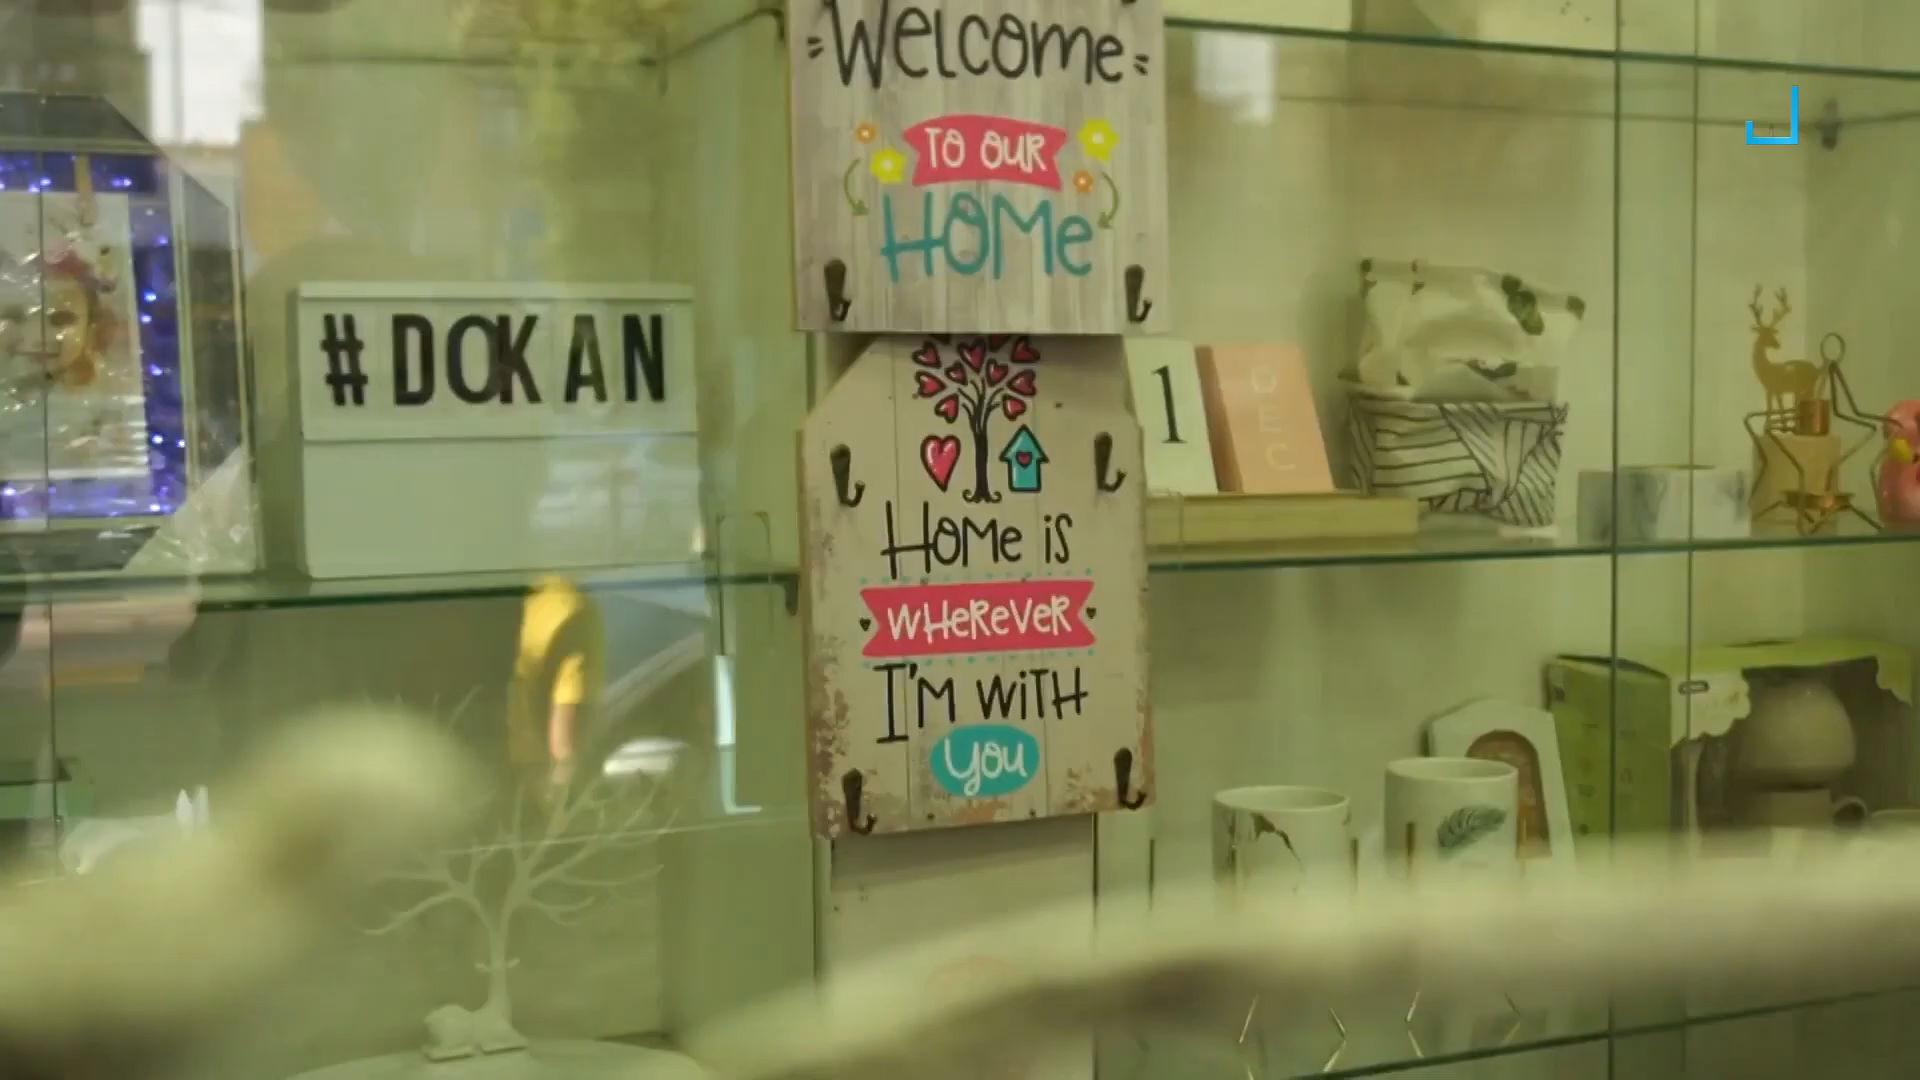 Welcome
TO OUR
HOMe
#DOKAN
1
DEC
HOMe iS
WHeReVeR
I'M WiTH
You